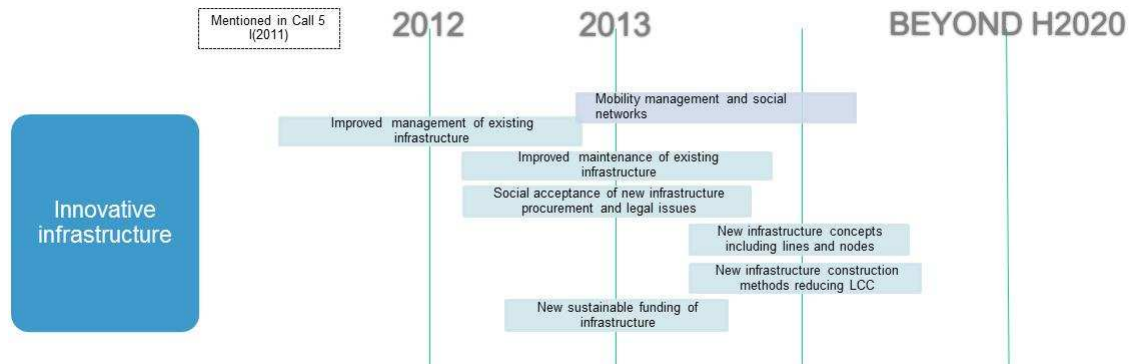 Mentioned in Call 5
I(2011)
2012
2013
BEYOND H2020
Mobility management and social
networks
Improved management of existing
infrastructure
Improved maintenance of existing
infrastructure
Social acceptance of new infrastructure
procurement and legal issues
Innovative
infrastructure
New infrastructure concepts
including lines and nodes
New infrastructure construction
methods reducing LCC
New sustainable funding of
infrastructure